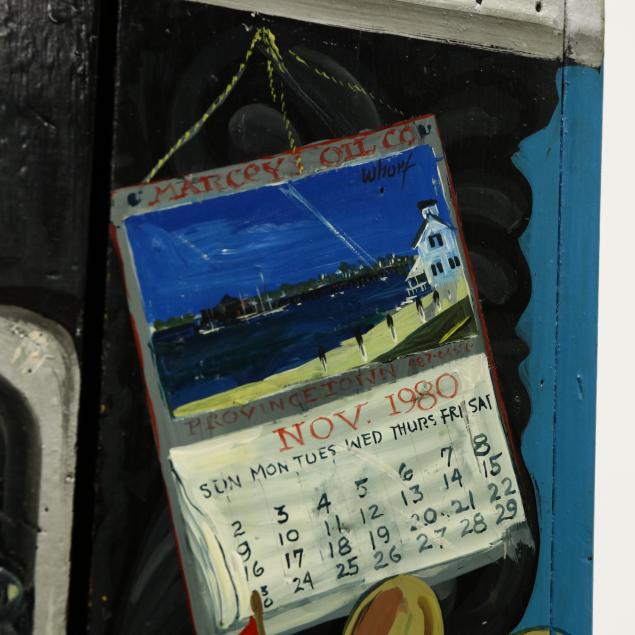 MARCEY OIL CO
Wharf
PROVINCETOWN
NOV. 1980
SUN MON TUES WED THURS FRI SAT
8
2 3 4 5 6 7 15
9 10 11 12 13 14 22
16 17 18 19 20 21 29
30 24 25 26 27 28